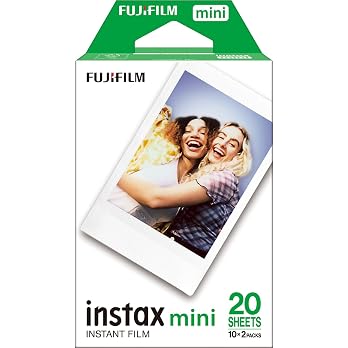 FUJIFILM mini
FUJIFILM
instax mini
INSTANT FILM
20
SHEETS
10×2PACKS